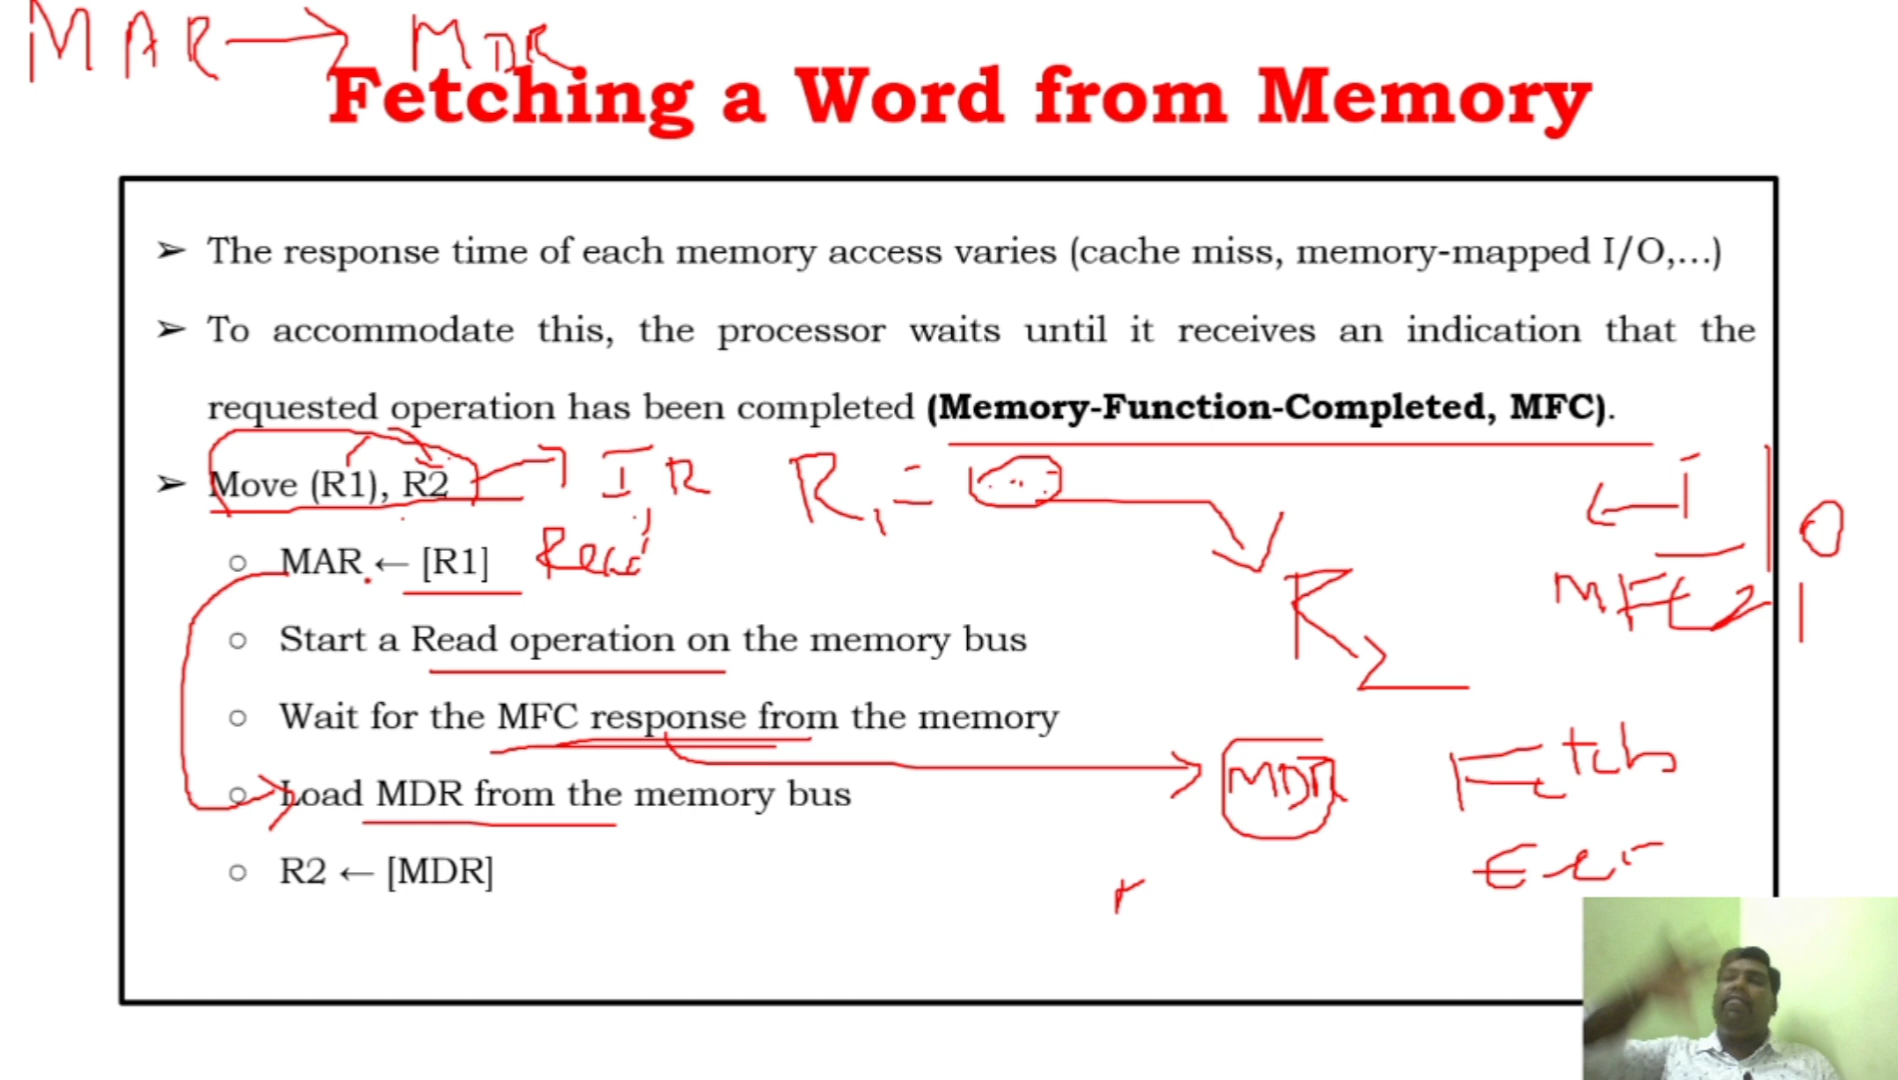 MAR → MDR
Fetching a Word from Memory
➢ The response time of each memory access varies (cache miss, memory-mapped I/O,...)
➢ To accommodate this, the processor waits until it receives an indication that the
requested operation has been completed (Memory-Function-Completed, MFC).
➢ Move (R1), R2
IR
R1 =
○ MAR ← [R1]
Read
0
R2
MFC
1
○ Start a Read operation on the memory bus
○ Wait for the MFC response from the memory
MDR
Fetch
○ Load MDR from the memory bus
○ R2 ← [MDR]